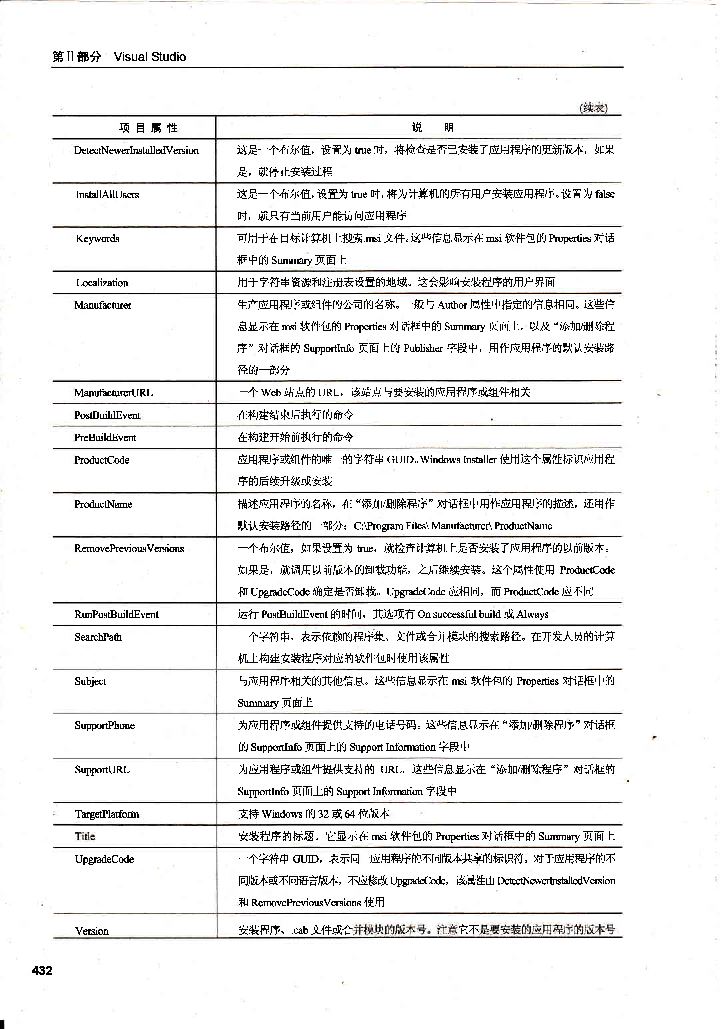 第Ⅱ部分 Visual Studio
(续表)
项 目 属 性 说 明
DetectNewerInstalledVersion 这是一个布尔值，设置为 true 时，将检查是否已安装了应用程序的更新版本，如果
是，就停止安装过程
InstallAllUsers 这是一个布尔值，设置为 true 时，将为计算机的所有用户安装应用程序。设置为 false
时，就只有当前用户能访问应用程序
Keywords 可用于在目标计算机上搜索.msi 文件。这些信息显示在 msi 软件包的 Properties 对话
框中的 Summary 页面上
Localization 用于字符串资源和注册表设置的地域。这会影响安装程序的用户界面
Manufacturer 生产应用程序或组件的公司的名称。一般与 Author 属性中指定的信息相同。这些信
息显示在 msi 软件包的 Properties 对话框中的 Summary 页面上，以及“添加/删除程
序”对话框的 SupportInfo 页面上的 Publisher 字段中，用作应用程序的默认安装路
径的一部分
ManufacturerURL 一个 Web 站点的 URL，该站点与要安装的应用程序或组件相关
PostBuildEvent 在构建结束后执行的命令
PreBuildEvent 在构建开始前执行的命令
ProductCode 应用程序或组件的唯一的字符串 GUID。Windows Installer 使用这个属性标识应用程
序的后续升级或安装
ProductName 描述应用程序的名称，在“添加/删除程序”对话框中用作应用程序的描述，还用作
默认安装路径的一部分：C:\Program Files\ Manufacturer\ ProductName
RemovePreviousVersions 一个布尔值，如果设置为 true，就检查计算机上是否安装了应用程序的以前版本。
如果是，就调用以前版本的卸载功能，之后继续安装。这个属性使用 ProductCode
和 UpgradeCode 确定是否卸载。UpgradeCode 应相同，而 ProductCode 应不同
RunPostBuildEvent 运行 PostBuildEvent 的时间，其选项有 On successful build 或 Always
SearchPath 一个字符串，表示依赖的程序集、文件或合并模块的搜索路径。在开发人员的计算
机上构建安装程序对应的软件包时使用该属性
Subject 与应用程序相关的其他信息。这些信息显示在 msi 软件包的 Properties 对话框中的
Summary 页面上
SupportPhone 为应用程序或组件提供支持的电话号码。这些信息显示在“添加/删除程序”对话框
的 SupportInfo 页面上的 Support Information 字段中
SupportURL 为应用程序或组件提供支持的 URL。这些信息显示在“添加/删除程序”对话框的
SupportInfo 页面上的 Support Information 字段中
TargetPlatform 支持 Windows 的 32 或 64 位版本
Title 安装程序的标题。它显示在 msi 软件包的 Properties 对话框中的 Summary 页面上
UpgradeCode 一个字符串 GUID，表示同一应用程序的不同版本共享的标识符。对于应用程序的不
同版本或不同语言版本，不应修改 UpgradeCode，该属性由 DetectNewerInstalledVersion
和 RemovePreviousVersions 使用
Version 安装程序、.cab 文件或合并模块的版本号。注意它不是要安装的应用程序的版本号
432